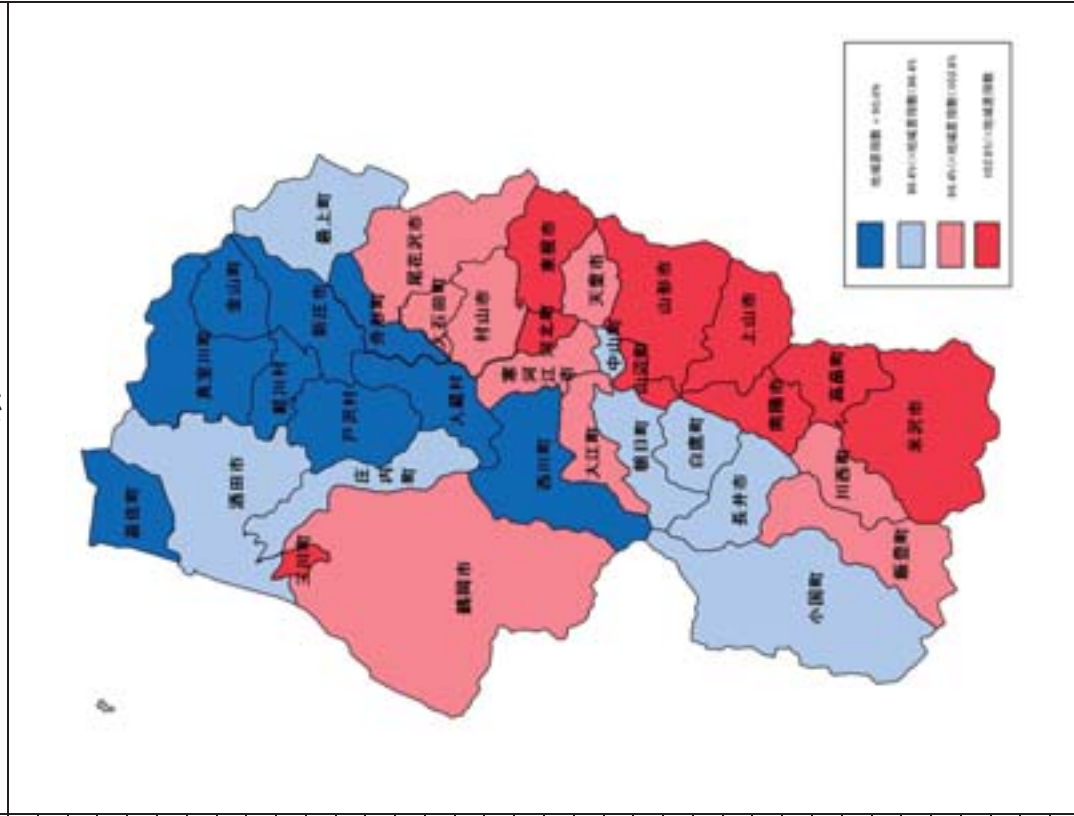 遊佐町
酒田市
真室川町
金山町
鮭川村
新庄市
最上町
戸沢村
舟形町
大蔵村
庄内町
三川町
鶴岡市
尾花沢市
大石田町
村山市
東根市
河北町
天童市
寒河江市
西川町
大江町
中山町
山辺町
山形市
朝日町
白鷹町
上山市
長井市
南陽市
高畠町
川西町
米沢市
飯豊町
小国町